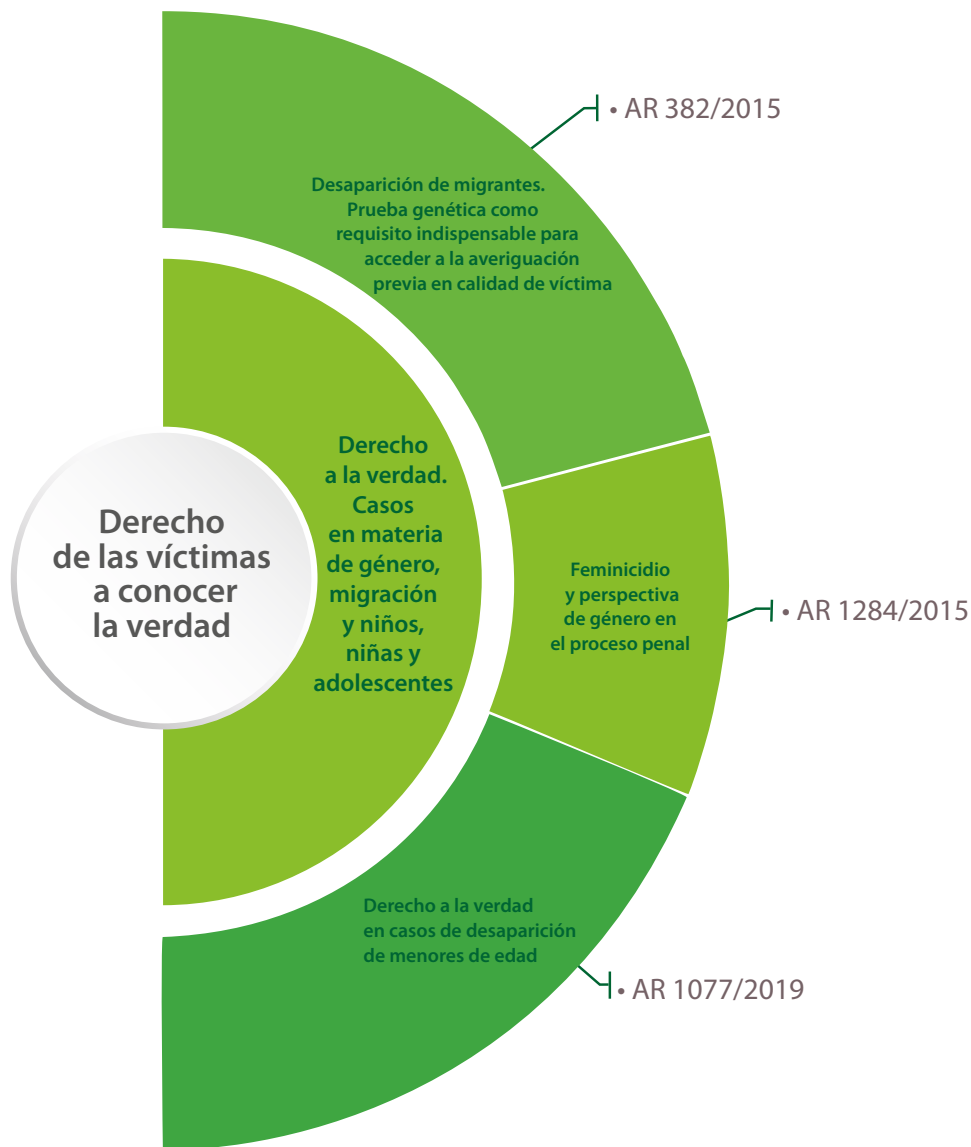 Derecho
de las víctimas
a conocer
la verdad
Derecho
a la verdad.
Casos
en materia
de género,
migración
y niños,
niñas y
adolescentes
Desaparición de migrantes.
Prueba genética como
requisito indispensable para
acceder a la averiguación
previa en calidad de víctima
• AR 382/2015
Feminicidio
y perspectiva
de género en
el proceso penal
• AR 1284/2015
Derecho a la verdad
en casos de desaparición
de menores de edad
• AR 1077/2019